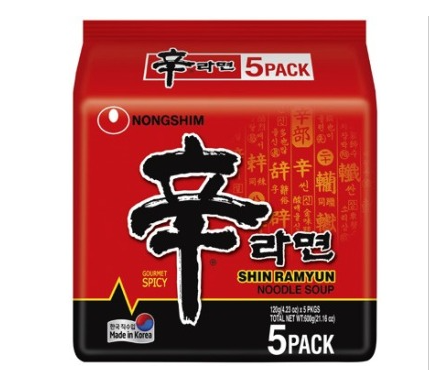 辛라면 5PACK
NONGSHIM
辛라면
GOURMET
SPICY
SHIN RAMYUN
NOODLE SOUP
120g(4.23 oz) x 5 PKGS
TOTAL NET WT:600g(21.16 oz)
한국 직수입
Made in Korea
5PACK